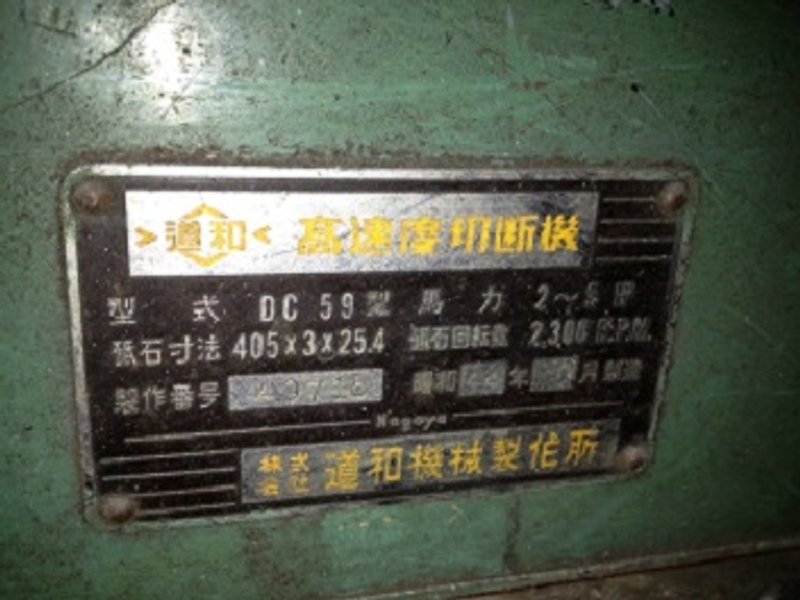 道和 高速度切断機
型式 DC59型 馬力 2〜5 HP
砥石寸法 405×3×25.4 砥石回転数 2,300 R.P.M.
製作番号 昭和 年 月製造
Nagoya
株式会社 道和機械製作所